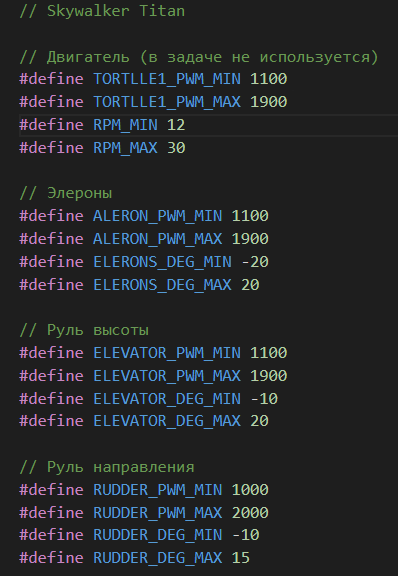 // Skywalker Titan
// Двигатель (в задаче не используется)
#define TORTLLE1_PWM_MIN 1100
#define TORTLLE1_PWM_MAX 1900
#define RPM_MIN 12
#define RPM_MAX 30
// Элероны
#define ALERON_PWM_MIN 1100
#define ALERON_PWM_MAX 1900
#define ELERONS_DEG_MIN -20
#define ELERONS_DEG_MAX 20
// Руль высоты
#define ELEVATOR_PWM_MIN 1100
#define ELEVATOR_PWM_MAX 1900
#define ELEVATOR_DEG_MIN -10
#define ELEVATOR_DEG_MAX 20
// Руль направления
#define RUDDER_PWM_MIN 1000
#define RUDDER_PWM_MAX 2000
#define RUDDER_DEG_MIN -10
#define RUDDER_DEG_MAX 15